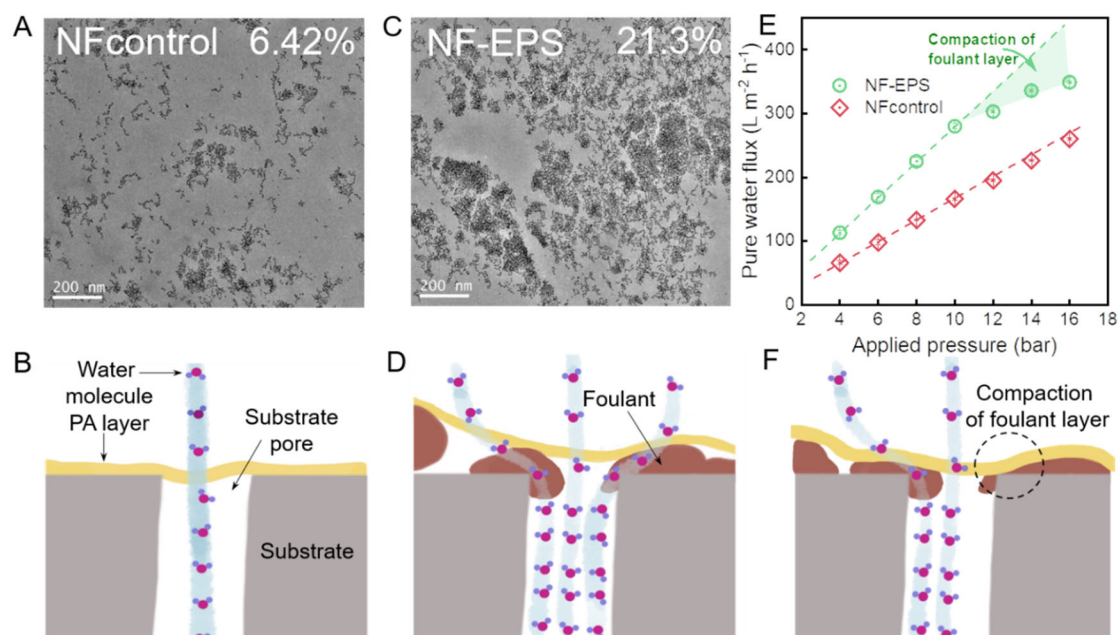 A
NFcontrol 6.42%
200 nm
C
NF-EPS 21.3%
200 nm
E
Pure water flux (L m⁻² h⁻¹)
400
300
200
100
0
Compaction of
foulant layer
NF-EPS
NFcontrol
2 4 6 8 10 12 14 16 18
Applied pressure (bar)
B
Water
molecule
PA layer
Substrate
pore
Substrate
D
Foulant
F
Compaction
of foulant layer